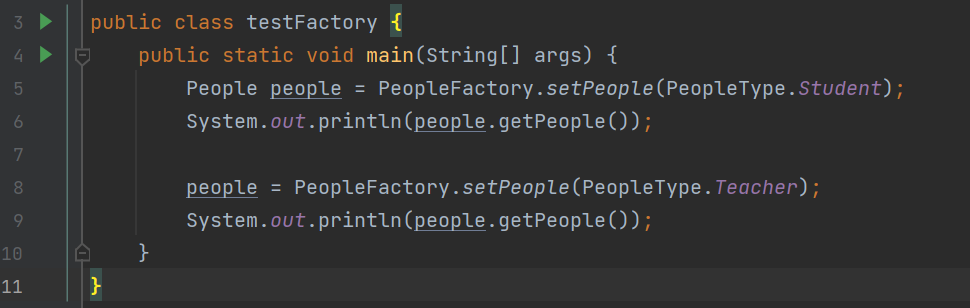 3 public class testFactory {
4 public static void main(String[] args) {
5 People people = PeopleFactory.setPeople(PeopleType.Student);
6 System.out.println(people.getPeople());
7
8 people = PeopleFactory.setPeople(PeopleType.Teacher);
9 System.out.println(people.getPeople());
10 }
11 }